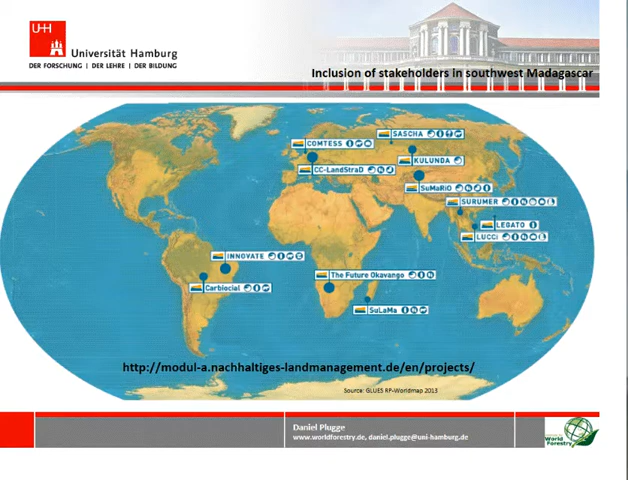 UHH
Universität Hamburg
DER FORSCHUNG | DER LEHRE | DER BILDUNG
Inclusion of stakeholders in southwest Madagascar
SASCHA
COMTESS
KULUNDA
CC-LandStraD
SuMaRiO
SURUMER
LEGATO
LUCCi
INNOVATE
The Future Okavango
Carbiocial
SuLaMa
http://modul-a.nachhaltiges-landmanagement.de/en/projects/
Source: GLUES RP-Worldmap 2013
Daniel Plugge
www.worldforestry.de, daniel.plugge@uni-hamburg.de
World
Forestry